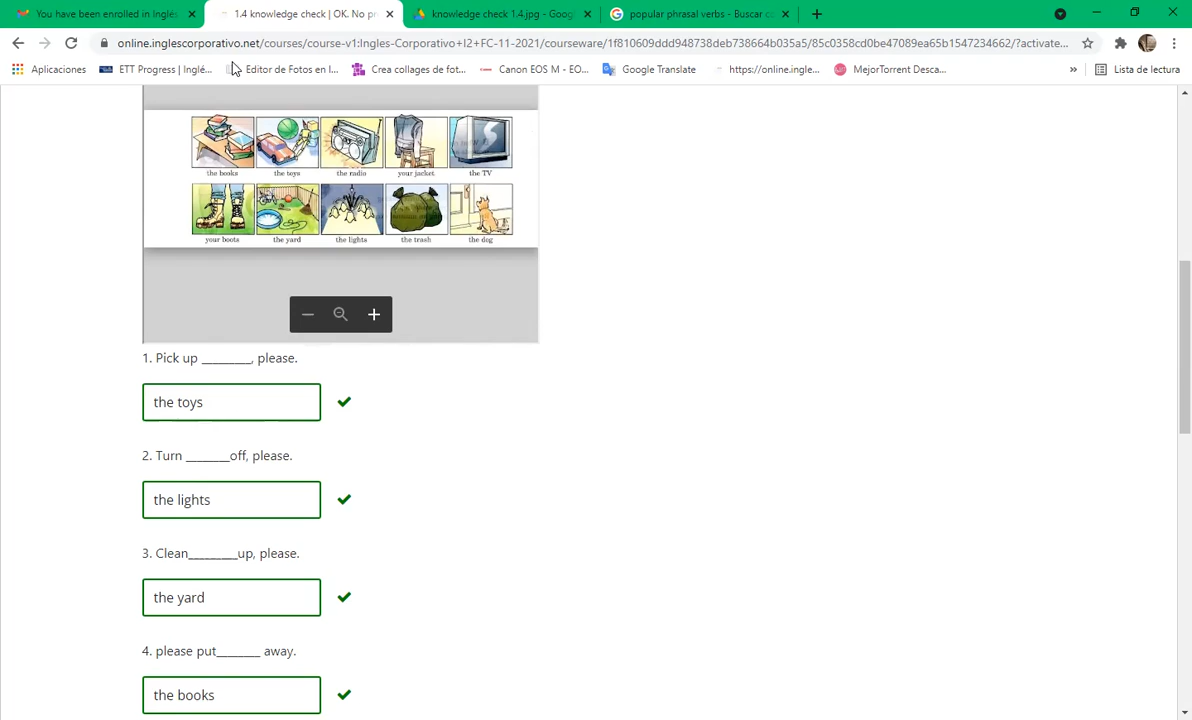 You have been enrolled in Inglés
1.4 knowledge check | OK. No pr
knowledge check 1.4.jpg - Googl
popular phrasal verbs - Buscar co
online.inglescorporativo.net/courses/course-v1:Ingles-Corporativo+I2+FC-11-2021/courseware/1f810609ddd948738deb738664b035a5/85c0358cd0be47089ea65b1547234662/?activate...
Aplicaciones
ETT Progress | Inglé...
Editor de Fotos en l...
Crea collages de fot...
Canon EOS M - EO...
Google Translate
https://online.ingle...
MejorTorrent Desca...
»
Lista de lectura
the books
the toys
the radio
your jacket
the TV
your boots
the yard
the lights
the trash
the dog
1. Pick up ________, please.
the toys
2. Turn _______off, please.
the lights
3. Clean________up, please.
the yard
4. please put_______ away.
the books